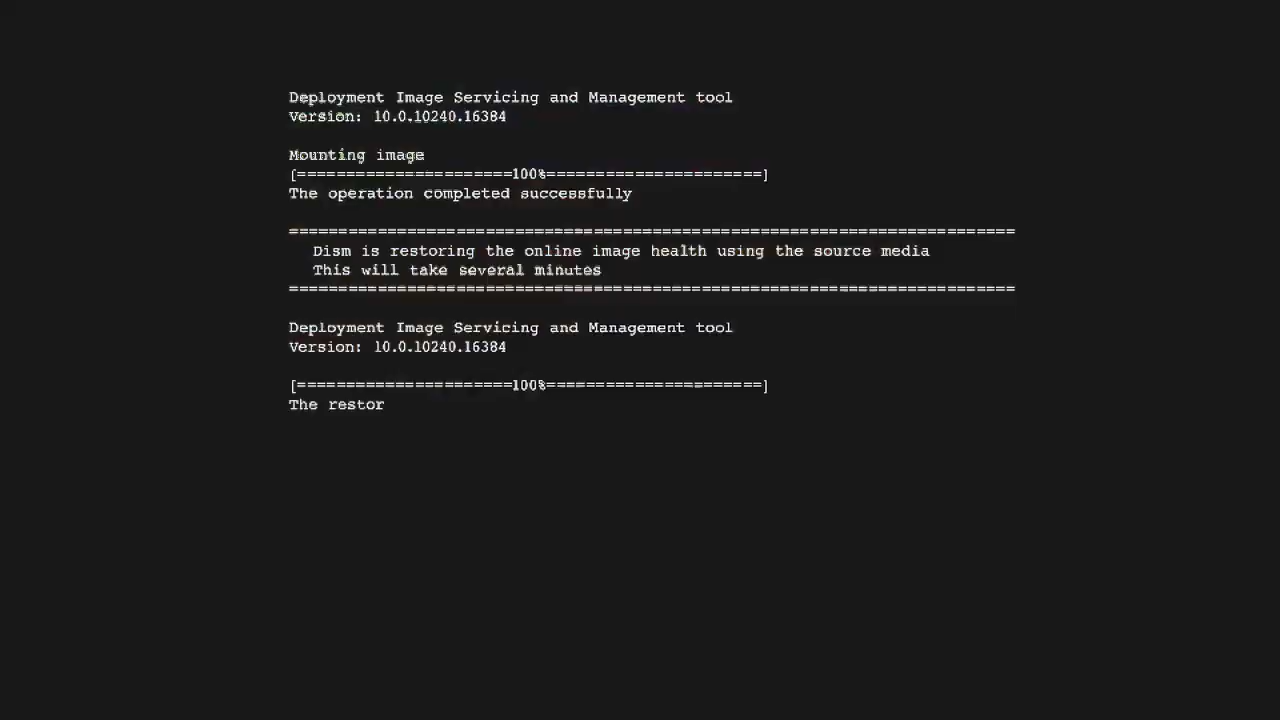 Deployment Image Servicing and Management tool
Version: 10.0.10240.16384
Mounting image
[======================100%======================]
The operation completed successfully
===========================================================================
Dism is restoring the online image health using the source media
This will take several minutes
===========================================================================
Deployment Image Servicing and Management tool
Version: 10.0.10240.16384
[======================100%======================]
The restor